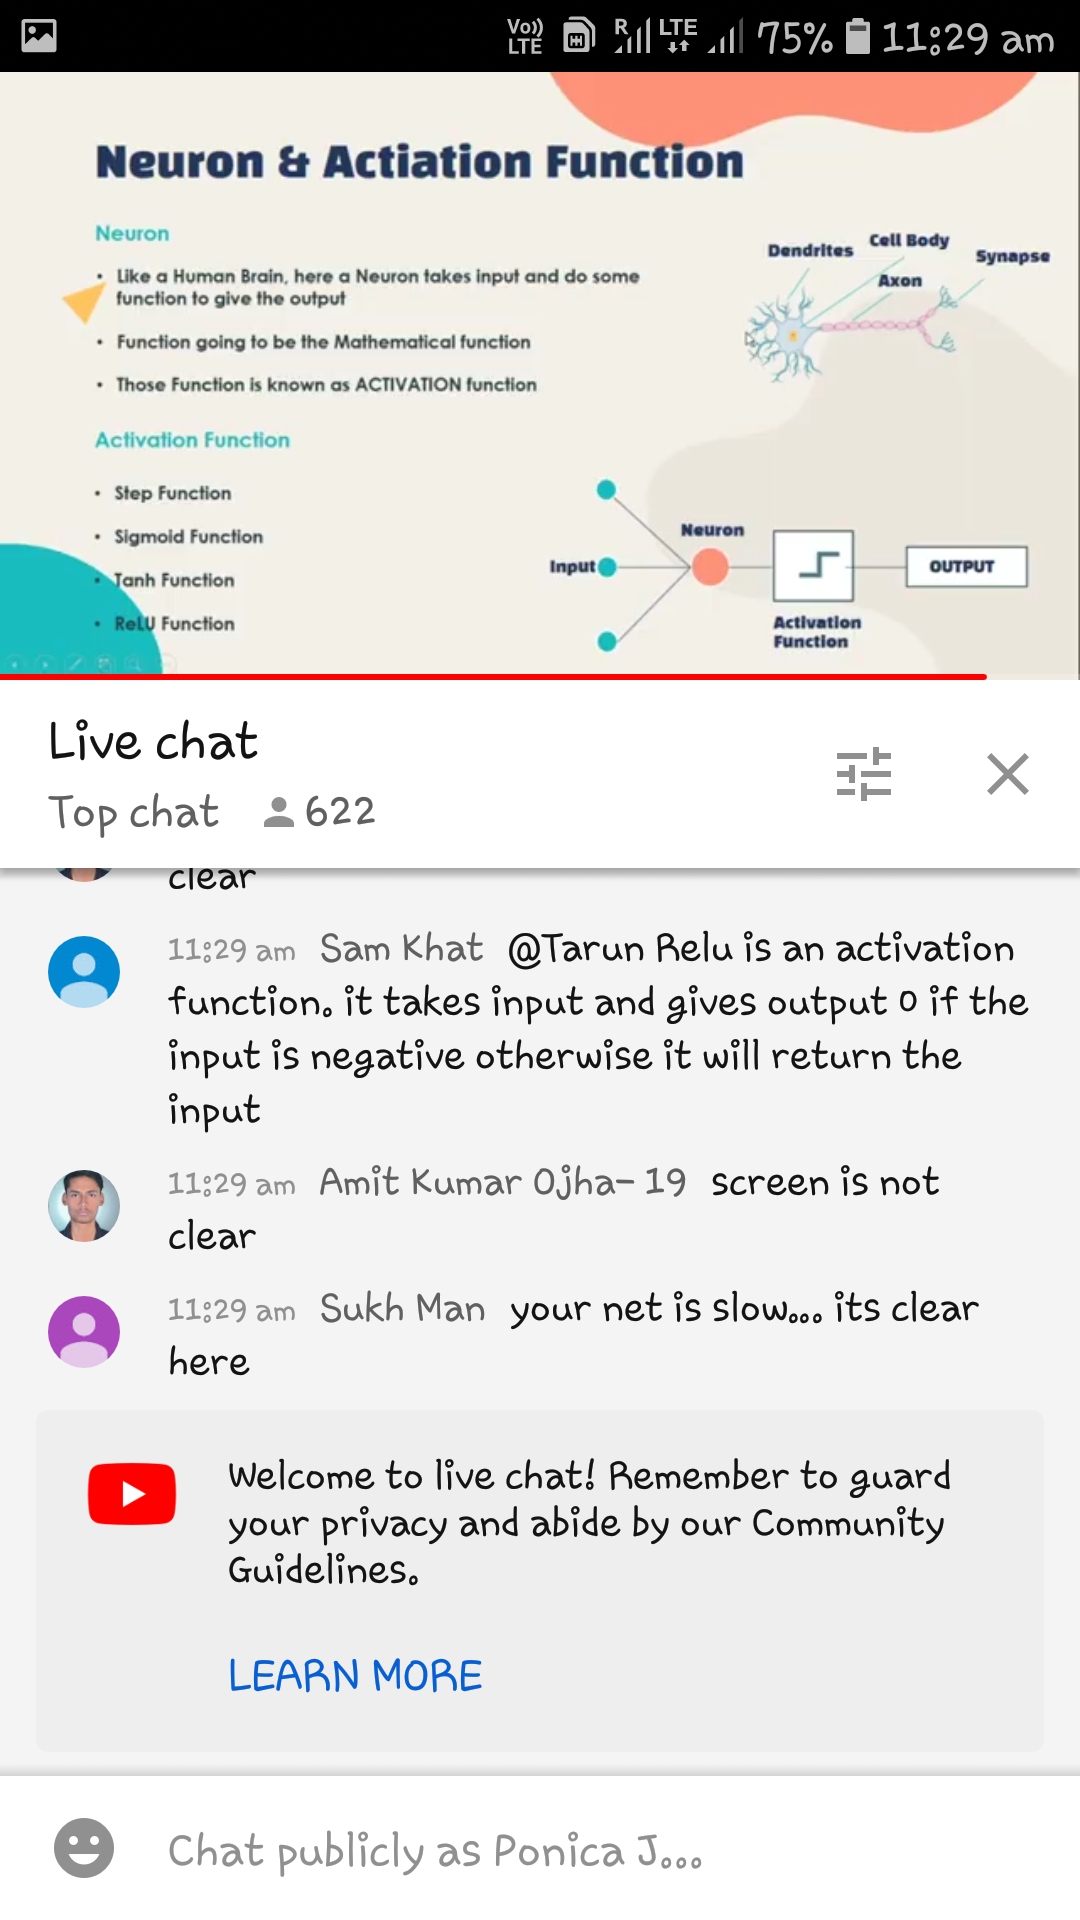 Vo)) LTE R LTE 75% 11:29 am
Neuron & Actiation Function
Neuron
• Like a Human Brain, here a Neuron takes input and do some
function to give the output
• Function going to be the Mathematical function
• Those Function is known as ACTIVATION function
Dendrites
Cell Body
Synapse
Axon
Activation Function
• Step Function
• Sigmoid Function
• Tanh Function
• ReLU Function
Input
Neuron
Activation
Function
OUTPUT
Live chat
Top chat 622
clear
11:29 am Sam Khat @Tarun Relu is an activation
function. it takes input and gives output 0 if the
input is negative otherwise it will return the
input
11:29 am Amit Kumar Ojha- 19 screen is not
clear
11:29 am Sukh Man your net is slow... its clear
here
Welcome to live chat! Remember to guard
your privacy and abide by our Community
Guidelines.
LEARN MORE
Chat publicly as Ponica J...